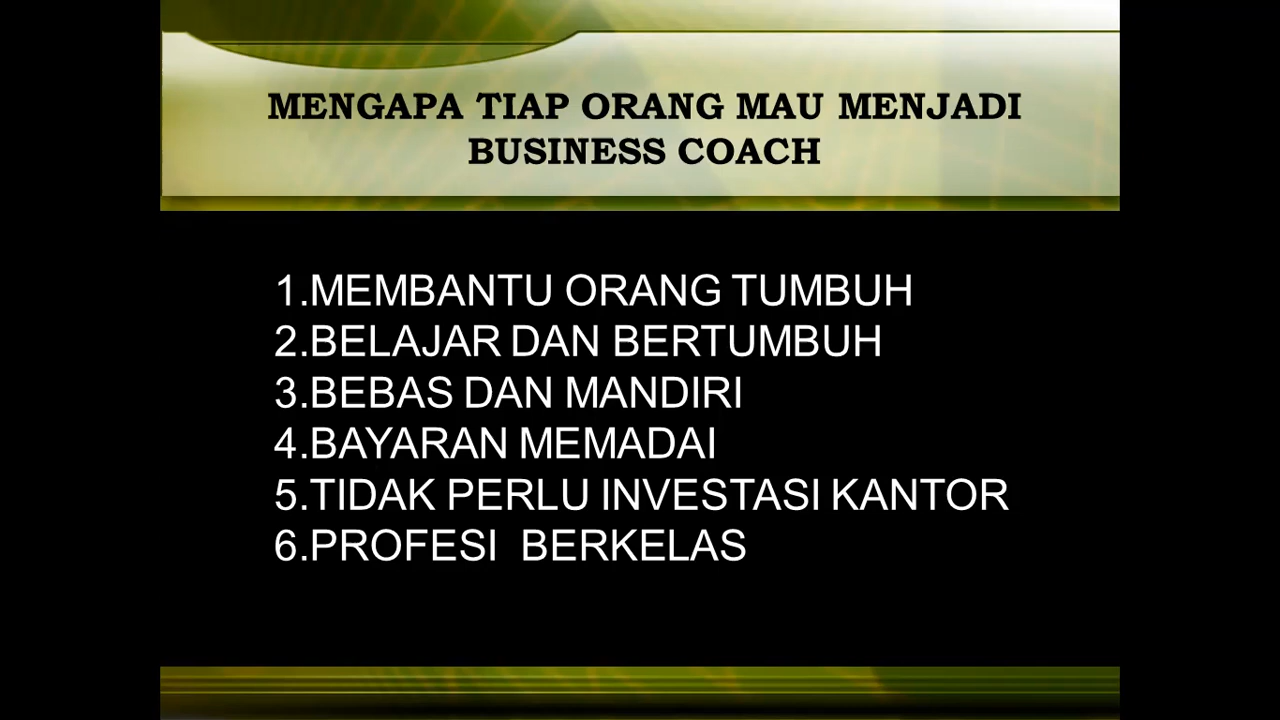 MENGAPA TIAP ORANG MAU MENJADI
BUSINESS COACH
1.MEMBANTU ORANG TUMBUH
2.BELAJAR DAN BERTUMBUH
3.BEBAS DAN MANDIRI
4.BAYARAN MEMADAI
5.TIDAK PERLU INVESTASI KANTOR
6.PROFESI  BERKELAS